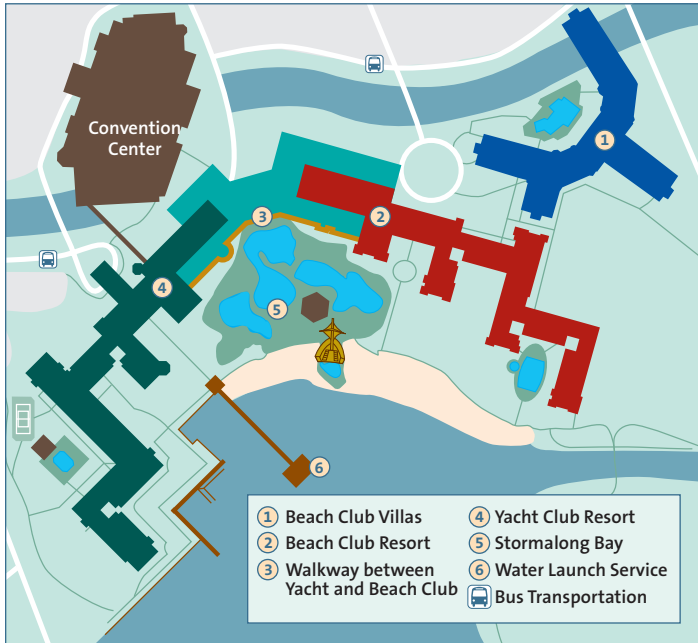 Convention
Center
1
2
3
4
5
6
1 Beach Club Villas
2 Beach Club Resort
3 Walkway between
Yacht and Beach Club
4 Yacht Club Resort
5 Stormalong Bay
6 Water Launch Service
Bus Transportation